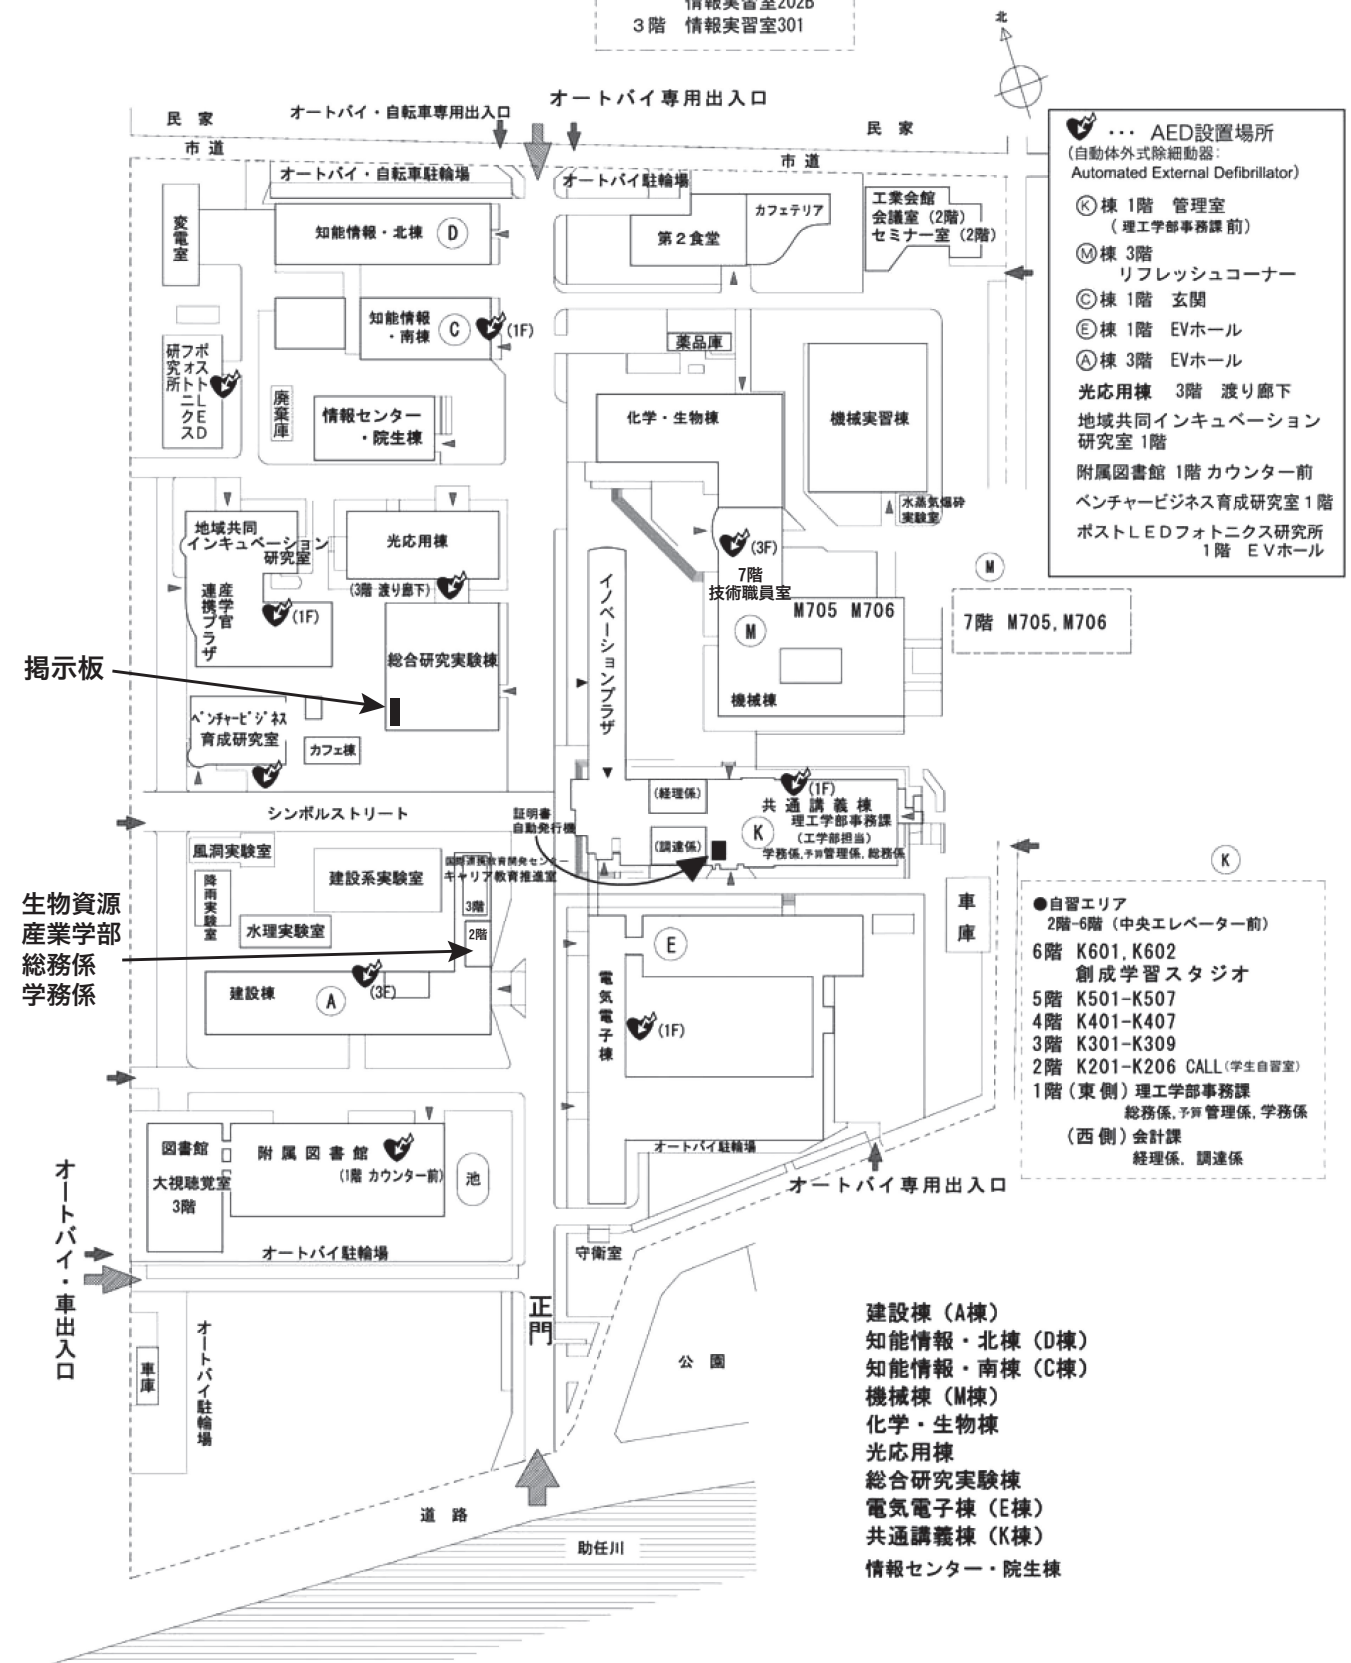 情報実習室202B
3階 情報実習室301
北
オートバイ・自転車専用出入口
オートバイ専用出入口
民 家
民 家
市 道
市 道
オートバイ・自転車駐輪場
オートバイ駐輪場
変電室
知能情報・北棟 D
第2食堂
カフェテリア
工業会館
会議室(2階)
セミナー室(2階)
知能情報
・南棟
C
(1F)
ポストLED
フォトニクス
研究所
廃棄庫
情報センター
・院生棟
薬品庫
化学・生物棟
機械実習棟
水蒸気爆砕
実験室
地域共同
インキュベーション
研究室
産学官
連携プラザ
(1F)
光応用棟
(3階 渡り廊下)
総合研究実験棟
掲示板
イノベーションプラザ
(3F)
7階
技術職員室
M705 M706
M
機械棟
M
7階 M705,M706
ベンチャービジネス
育成研究室
カフェ棟
シンボルストリート
証明書
自動発行機
(経理係)
(調達係)
(1F)
共通講義棟
K
理工学部事務課
(工学部担当)
学務係,予算管理係,総務係
風洞実験室
降雨実験室
建設系実験室
水理実験室
国際連携教育開発センター
キャリア教育推進室
3階
2階
生物資源
産業学部
総務係
学務係
建設棟 A
(3F)
E
電気電子棟
(1F)
車庫
オートバイ駐輪場
オートバイ専用出入口
図書館
大視聴覚室
3階
附属図書館
(1階 カウンター前)
池
オートバイ駐輪場
オートバイ・車出入口
守衛室
正門
車庫
オートバイ駐輪場
公 園
道 路
助任川
・・・ AED設置場所
(自動体外式除細動器:
Automated External Defibrillator)
Ⓚ棟 1階 管理室
(理工学部事務課前)
Ⓜ棟 3階
リフレッシュコーナー
Ⓒ棟 1階 玄関
Ⓔ棟 1階 EVホール
Ⓐ棟 3階 EVホール
光応用棟 3階 渡り廊下
地域共同インキュベーション
研究室 1階
附属図書館 1階 カウンター前
ベンチャービジネス育成研究室1階
ポストLEDフォトニクス研究所
1階 EVホール
K
●自習エリア
2階-6階(中央エレベーター前)
6階 K601,K602
創成学習スタジオ
5階 K501-K507
4階 K401-K407
3階 K301-K309
2階 K201-K206 CALL(学生自習室)
1階(東側)理工学部事務課
総務係,予算管理係,学務係
(西側)会計課
経理係,調達係
建設棟(A棟)
知能情報・北棟(D棟)
知能情報・南棟(C棟)
機械棟(M棟)
化学・生物棟
光応用棟
総合研究実験棟
電気電子棟(E棟)
共通講義棟(K棟)
情報センター・院生棟